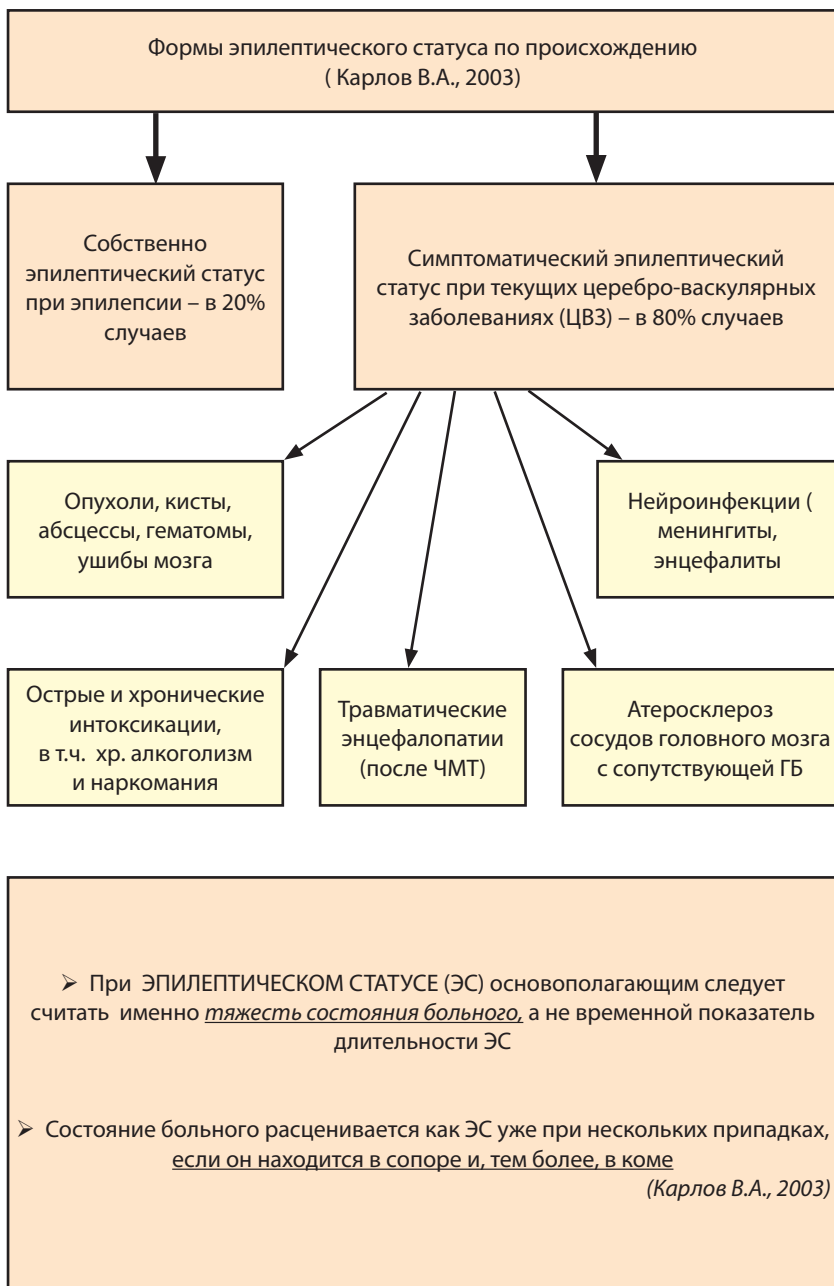 Формы эпилептического статуса по происхождению
( Карлов В.А., 2003)
Собственно
эпилептический статус
при эпилепсии – в 20%
случаев
Симптоматический эпилептический
статус при текущих церебро-васкулярных
заболеваниях (ЦВЗ) – в 80% случаев
Опухоли, кисты,
абсцессы, гематомы,
ушибы мозга
Нейроинфекции (
менингиты,
энцефалиты
Острые и хронические
интоксикации,
в т.ч. хр. алкоголизм
и наркомания
Травматические
энцефалопатии
(после ЧМТ)
Атеросклероз
сосудов головного мозга
с сопутствующей ГБ
➢ При ЭПИЛЕПТИЧЕСКОМ СТАТУСЕ (ЭС) основополагающим следует
считать именно тяжесть состояния больного, а не временной показатель
длительности ЭС
➢ Состояние больного расценивается как ЭС уже при нескольких припадках,
если он находится в сопоре и, тем более, в коме
(Карлов В.А., 2003)